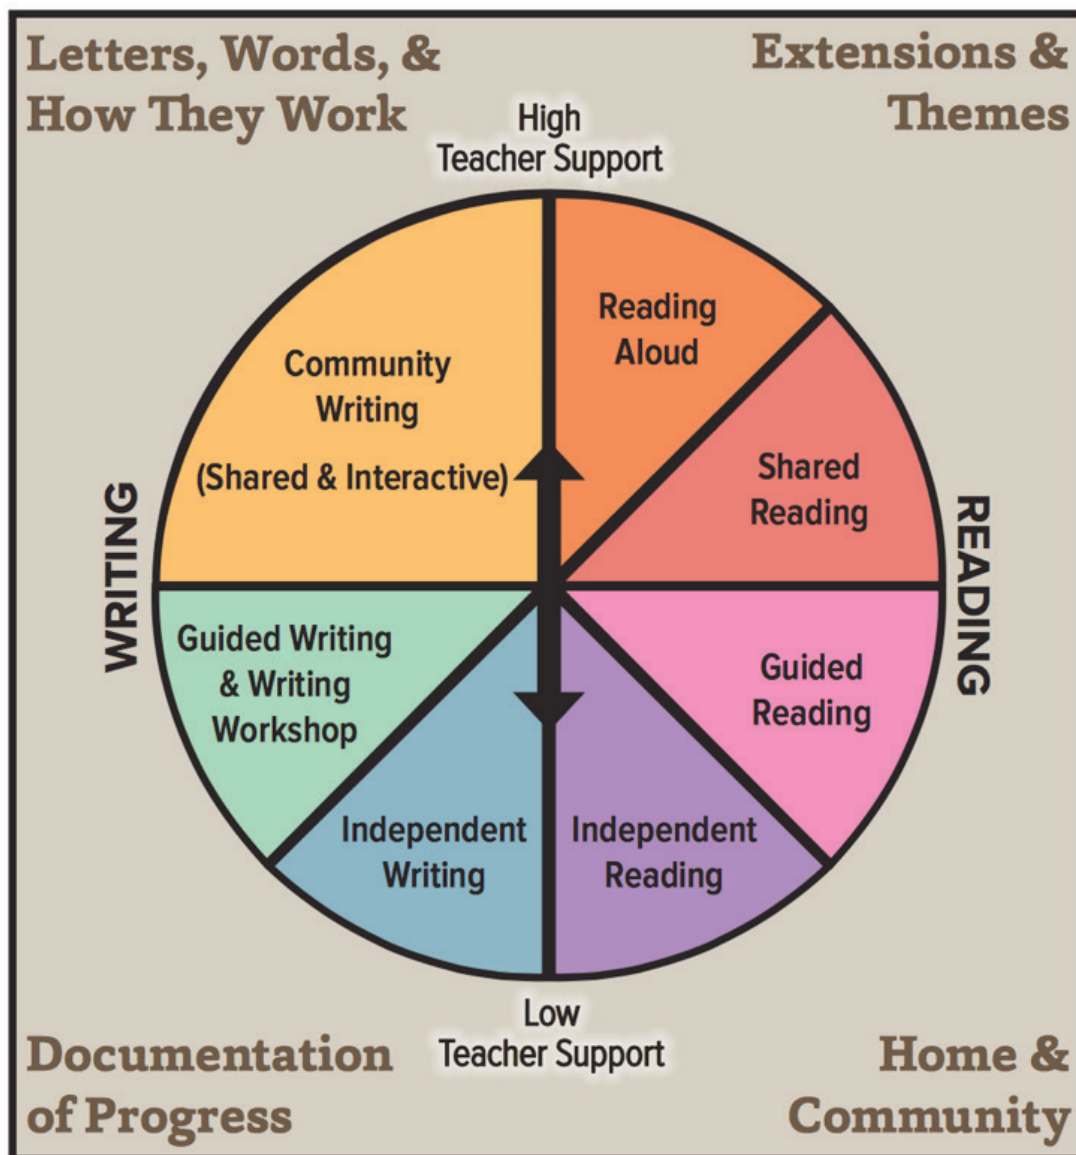 Letters, Words, &
How They Work
Extensions &
Themes
High
Teacher Support
WRITING
Community
Writing
(Shared & Interactive)
Guided Writing
& Writing
Workshop
Independent
Writing
Reading
Aloud
Shared
Reading
Guided
Reading
Independent
Reading
READING
Low
Teacher Support
Documentation
of Progress
Home &
Community